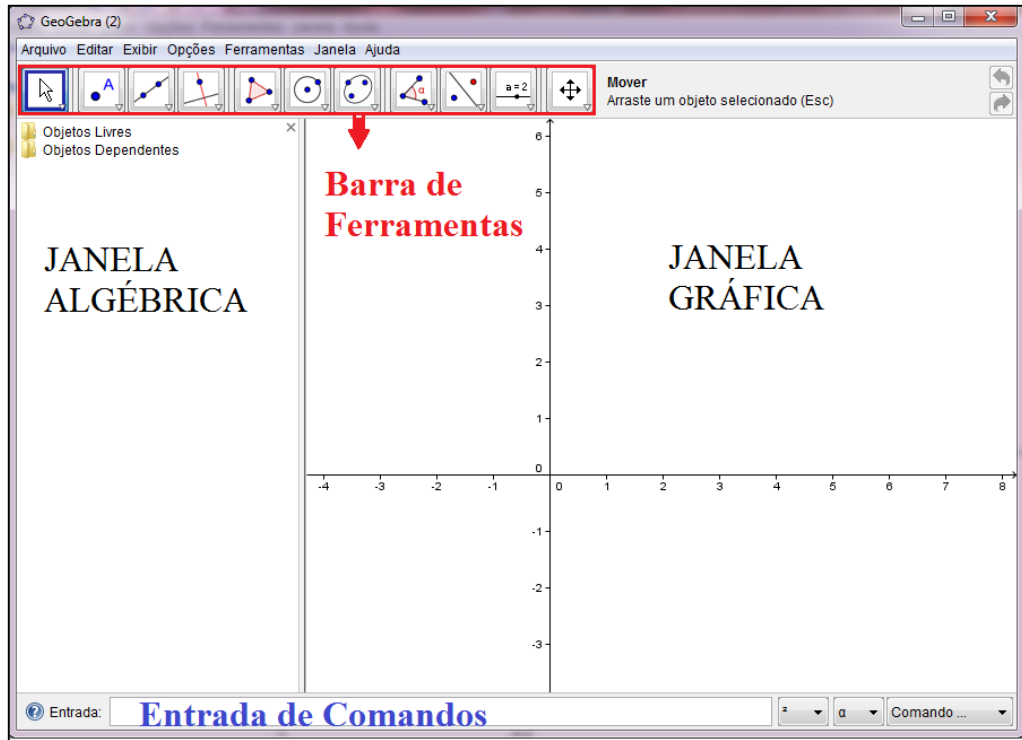 GeoGebra (2)
Arquivo Editar Exibir Opções Ferramentas Janela Ajuda
A
α
a = 2
Mover
Arraste um objeto selecionado (Esc)
Objetos Livres
Objetos Dependentes
Barra de
Ferramentas
JANELA
ALGÉBRICA
JANELA
GRÁFICA
6
5
4
3
2
1
0
-4 -3 -2 -1 0 1 2 3 4 5 6 7 8
-1
-2
-3
Entrada: Entrada de Comandos ² α Comando ...